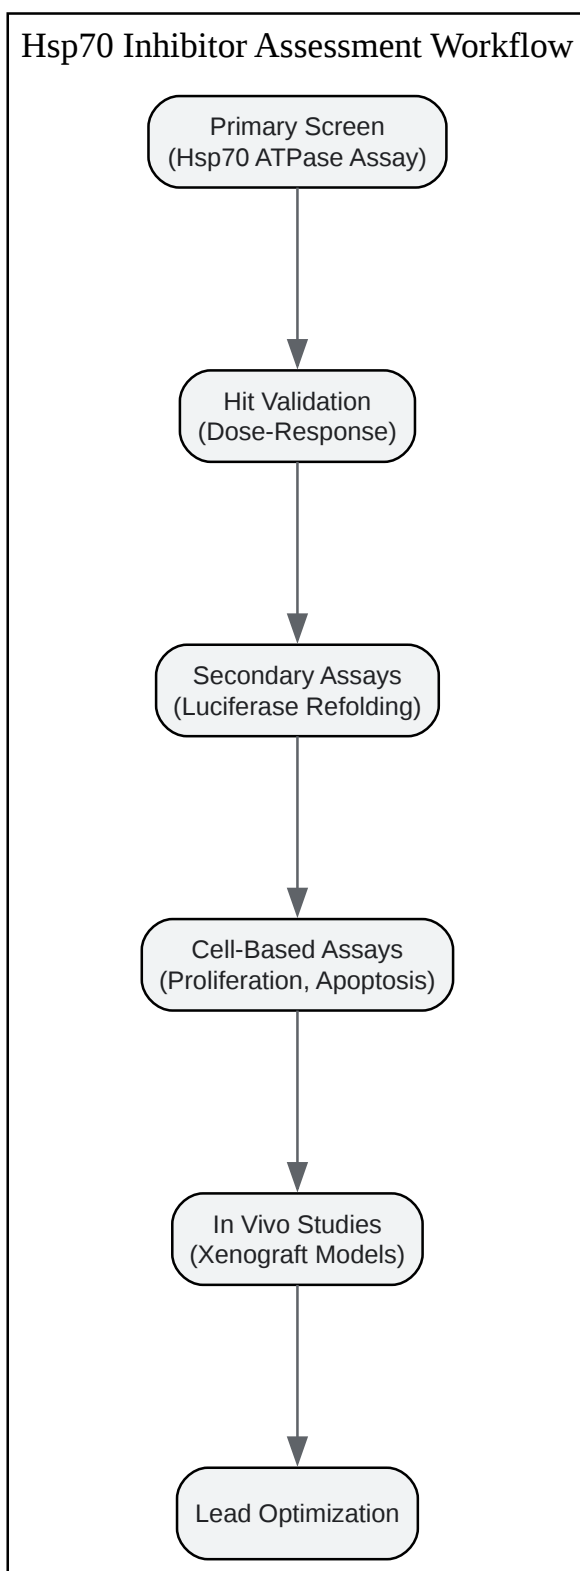 Hsp70 Inhibitor Assessment Workflow
Primary Screen
(Hsp70 ATPase Assay)
Hit Validation
(Dose-Response)
Secondary Assays
(Luciferase Refolding)
Cell-Based Assays
(Proliferation, Apoptosis)
In Vivo Studies
(Xenograft Models)
Lead Optimization